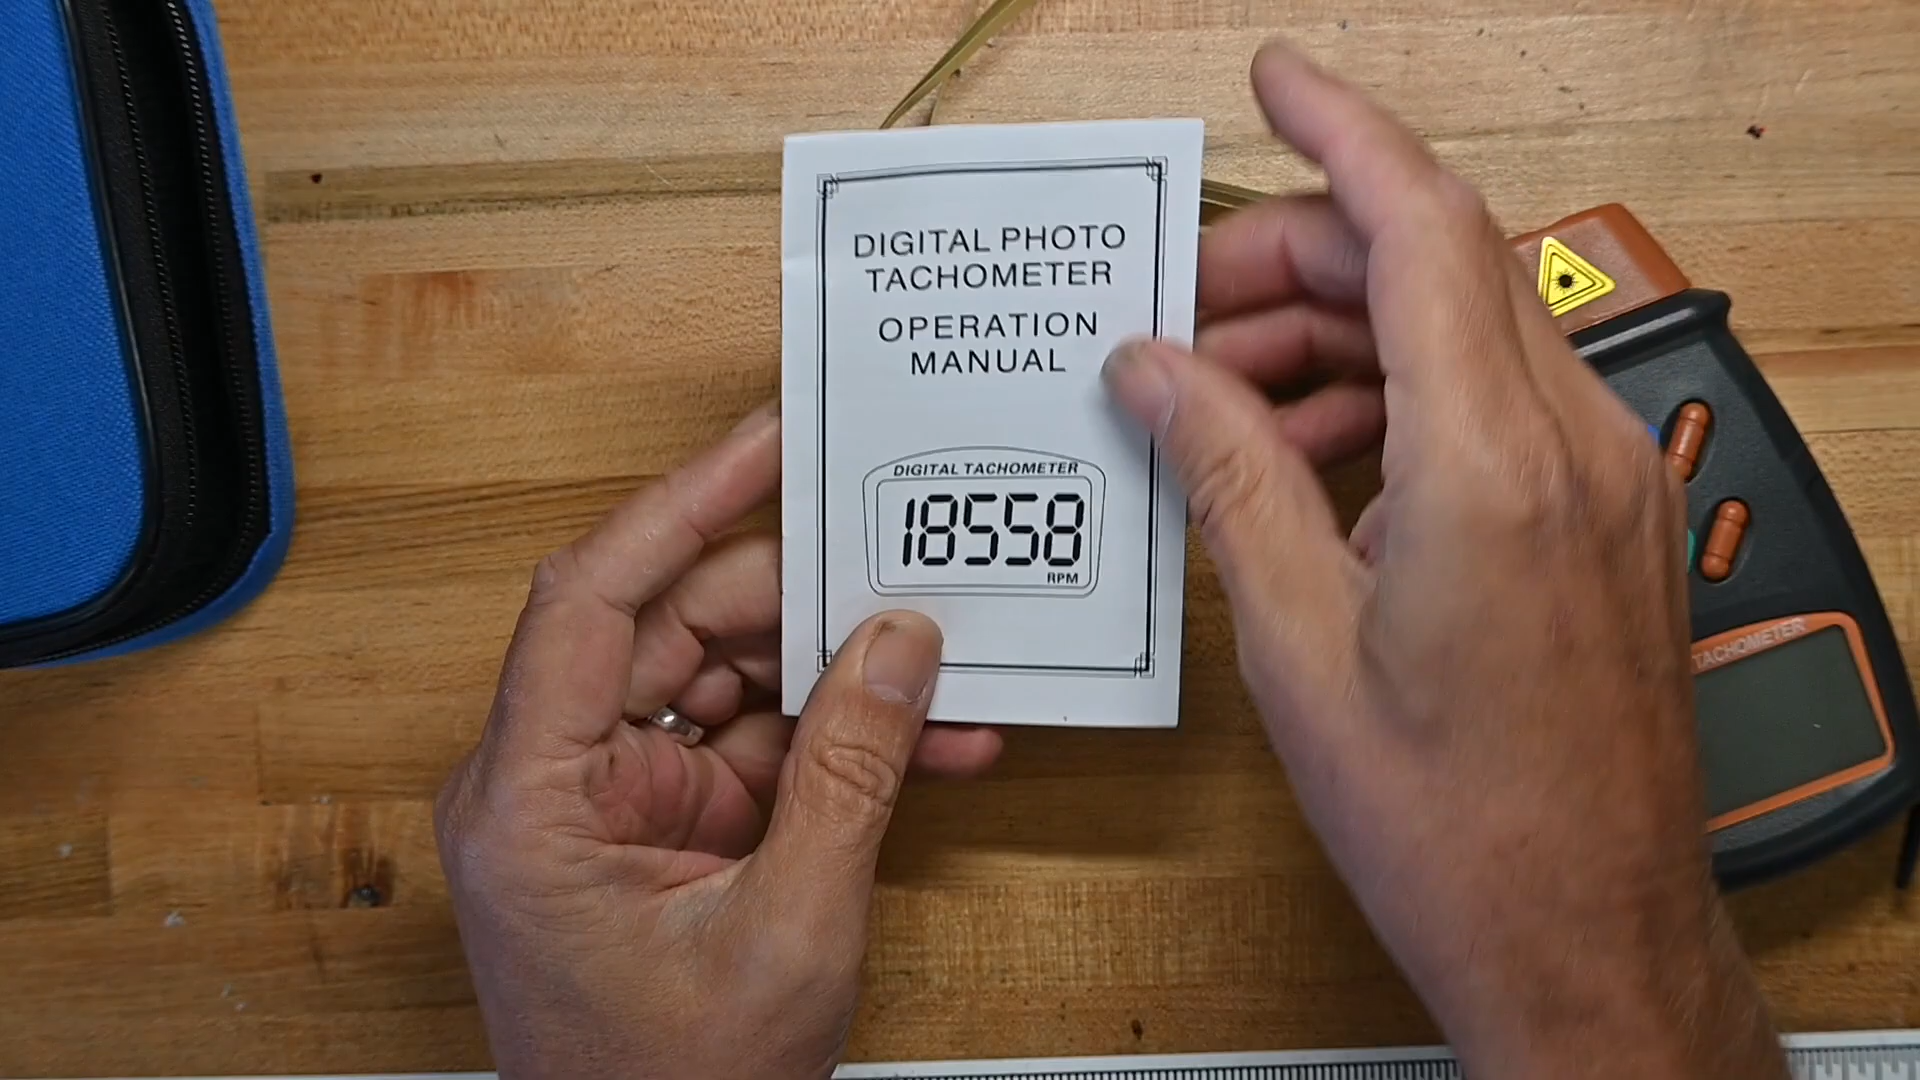 DIGITAL PHOTO
TACHOMETER
OPERATION
MANUAL
DIGITAL TACHOMETER
18558
RPM
TACHOMETER